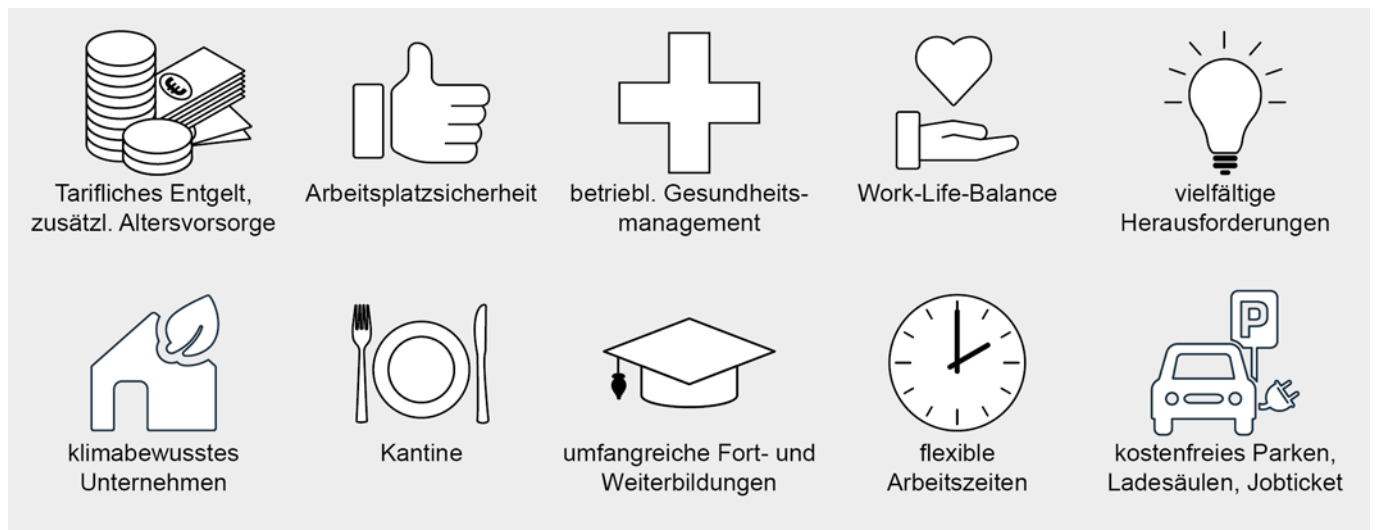 Tarifliches Entgelt,
zusätzl. Altersvorsorge
Arbeitsplatzsicherheit
betriebl. Gesundheits-
management
Work-Life-Balance
vielfältige
Herausforderungen
klimabewusstes
Unternehmen
Kantine
umfangreiche Fort- und
Weiterbildungen
flexible
Arbeitszeiten
P
kostenfreies Parken,
Ladesäulen, Jobticket